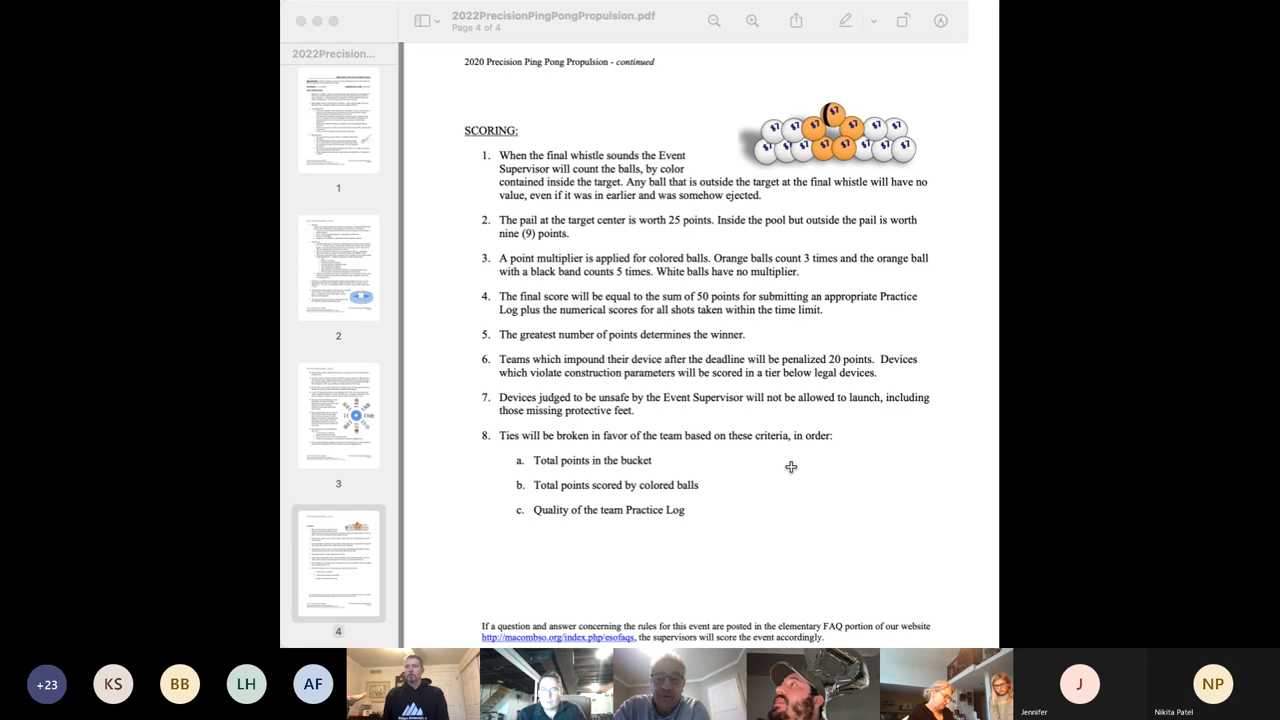 2022PrecisionPingPongPropulsion.pdf
Page 4 of 4
2022Precision...
1
2
3
4
2020 Precision Ping Pong Propulsion - continued
SCORING:
1. When the final whistle sounds the Event
Supervisor will count the balls, by color
contained inside the target. Any ball that is outside the target at the final whistle will have no
value, even if it was in earlier and was somehow ejected.
2. The pail at the target center is worth 25 points. Inside the pool but outside the pail is worth
nine (9) points.
3. A point multiplier is applied for colored balls. Orange balls count 3 times and the orange ball
with a black band counts 5 times. White balls have no multiplier.
4. The final score will be equal to the sum of 50 points for submitting an appropriate Practice
Log plus the numerical scores for all shots taken within the time limit.
5. The greatest number of points determines the winner.
6. Teams which impound their device after the deadline will be penalized 20 points. Devices
which violate construction parameters will be scored in a tier below legal devices.
7. Devices judged to be unsafe by the Event Supervisor will not be allowed to launch, including
those missing protective feet.
8. Ties will be broken in favor of the team based on these criteria, in order:
a. Total points in the bucket
b. Total points scored by colored balls
c. Quality of the team Practice Log
If a question and answer concerning the rules for this event are posted in the elementary FAQ portion of our website
http://macombso.org/index.php/esofaqs, the supervisors will score the event accordingly.
+23
KS
BB
LH
AF
J
Jennifer
NP
Nikita Patel